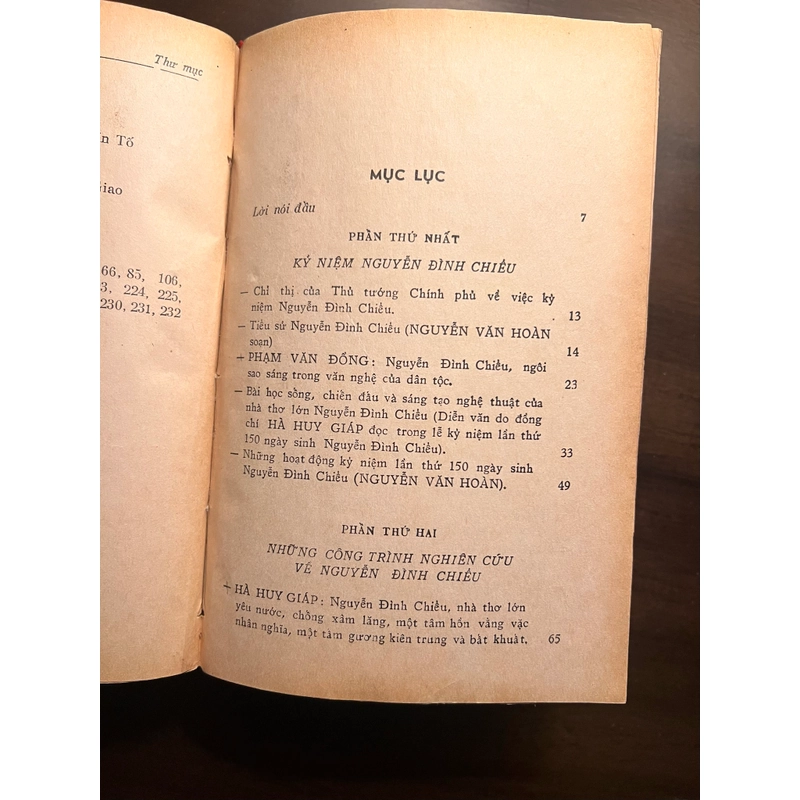 Thư mục
n Tố
Giao
66, 85, 106,
3, 224, 225,
230, 231, 232
MỤC LỤC
Lời nói đầu 7
PHẦN THỨ NHẤT
KỶ NIỆM NGUYỄN ĐÌNH CHIỂU
– Chỉ thị của Thủ tướng Chính phủ về việc kỷ
niệm Nguyễn Đình Chiểu. 13
– Tiểu sử Nguyễn Đình Chiểu (NGUYỄN VĂN HOÀN
soạn) 14
+ PHẠM VĂN ĐỒNG: Nguyễn Đình Chiểu, ngôi
sao sáng trong văn nghệ của dân tộc. 23
– Bài học sống, chiến đấu và sáng tạo nghệ thuật của
nhà thơ lớn Nguyễn Đình Chiểu (Diễn văn do đồng
chí HÀ HUY GIÁP đọc trong lễ kỷ niệm lần thứ
150 ngày sinh Nguyễn Đình Chiểu). 33
– Những hoạt động kỷ niệm lần thứ 150 ngày sinh
Nguyễn Đình Chiểu (NGUYỄN VĂN HOÀN). 49
PHẦN THỨ HAI
NHỮNG CÔNG TRÌNH NGHIÊN CỨU
VỀ NGUYỄN ĐÌNH CHIỂU
+ HÀ HUY GIÁP: Nguyễn Đình Chiểu, nhà thơ lớn
yêu nước, chống xâm lăng, một tâm hồn vằng vặc
nhân nghĩa, một tấm gương kiên trung và bất khuất. 65